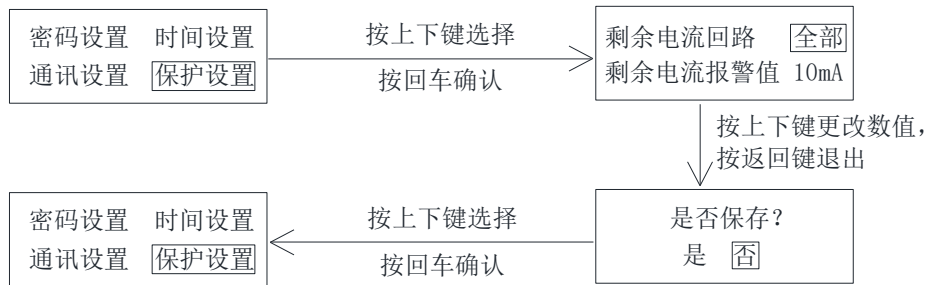 密码设置 时间设置
通讯设置 保护设置
按上下键选择
按回车确认
剩余电流回路 全部
剩余电流报警值 10mA
按上下键更改数值，
按返回键退出
是否保存?
是 否
按上下键选择
按回车确认
密码设置 时间设置
通讯设置 保护设置